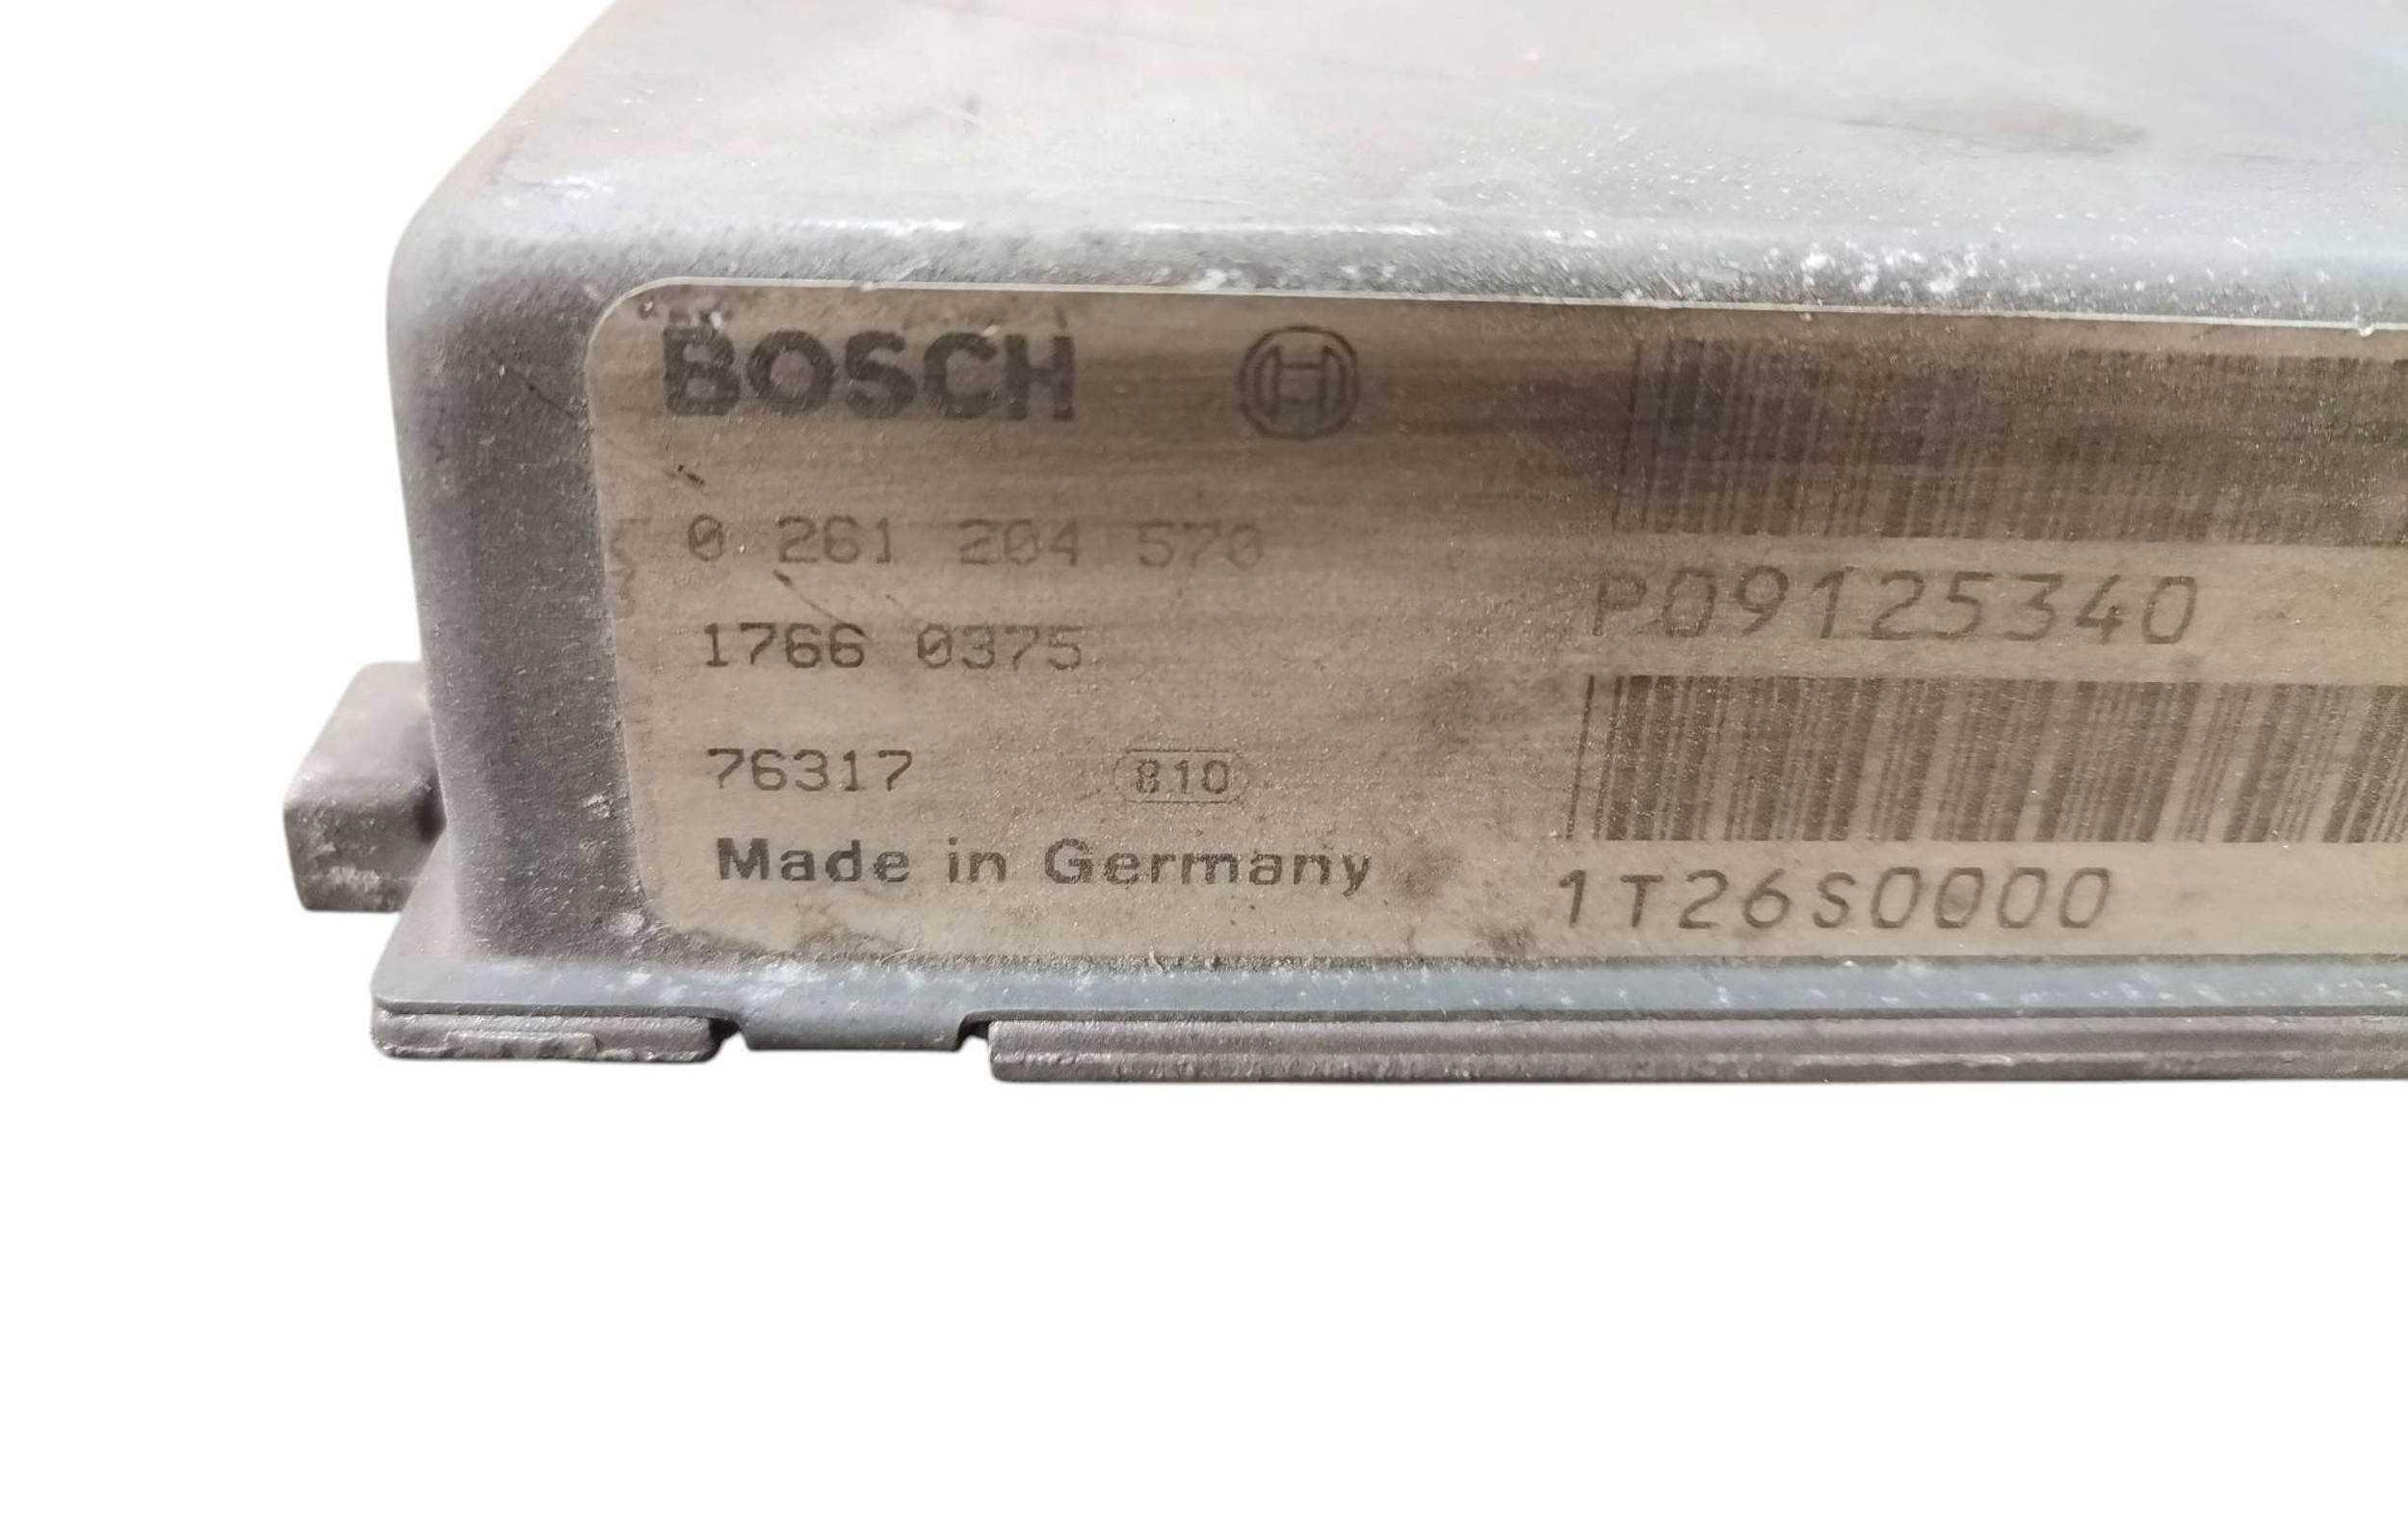 BOSCH
0 261 204 570
1766 0375
76317 810
Made in Germany
P09125340
1T26S0000